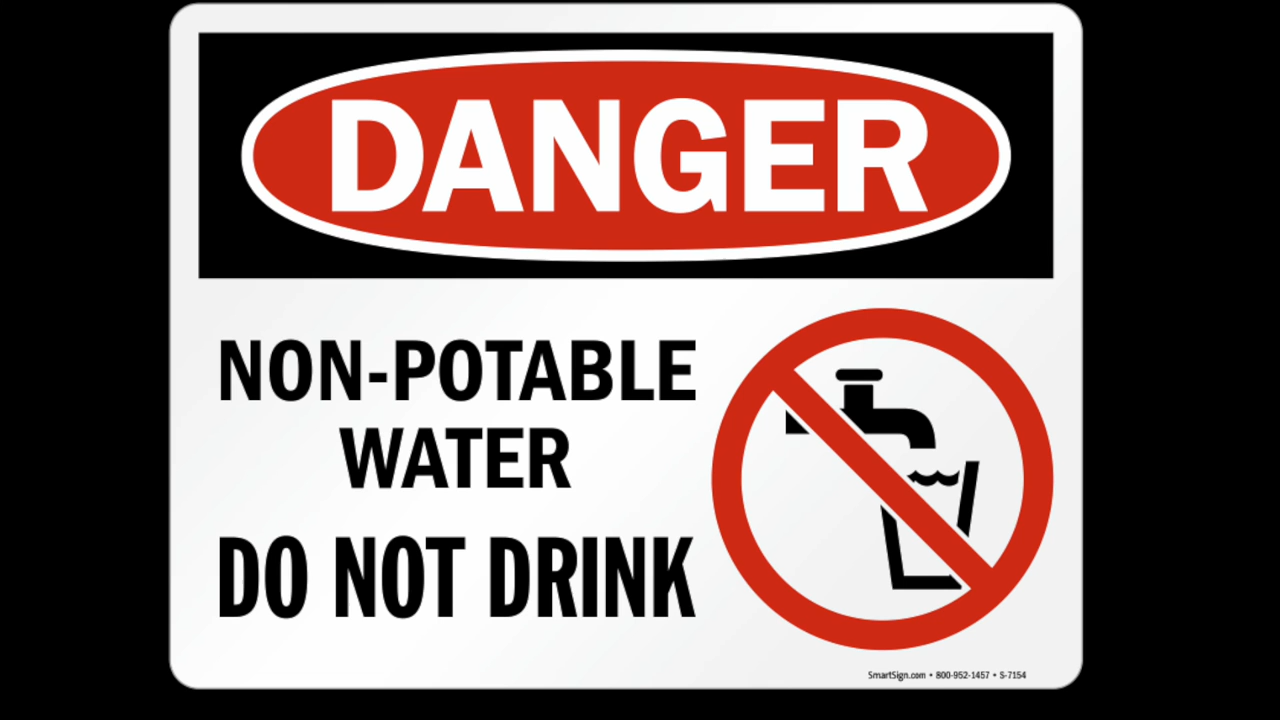 DANGER
NON-POTABLE
WATER
DO NOT DRINK
SmartSign.com • 800-952-1457 • S-7154